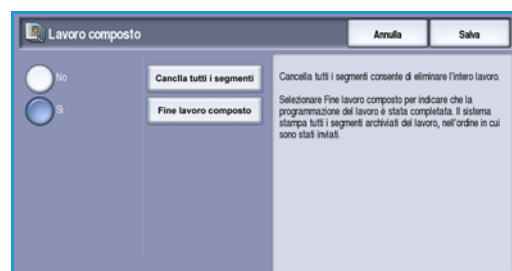 Lavoro composto
Annulla
Salva
No
Sì
Canclla tutti i segmenti
Fine lavoro composto
Cancella tutti i segmenti consente di eliminare l'intero lavoro.
Selezionare Fine lavoro composto per indicare che la
programmazione del lavoro è stata completata. Il sistema
stampa tutti i segmenti archiviati del lavoro, nell'ordine in cui
sono stati inviati.